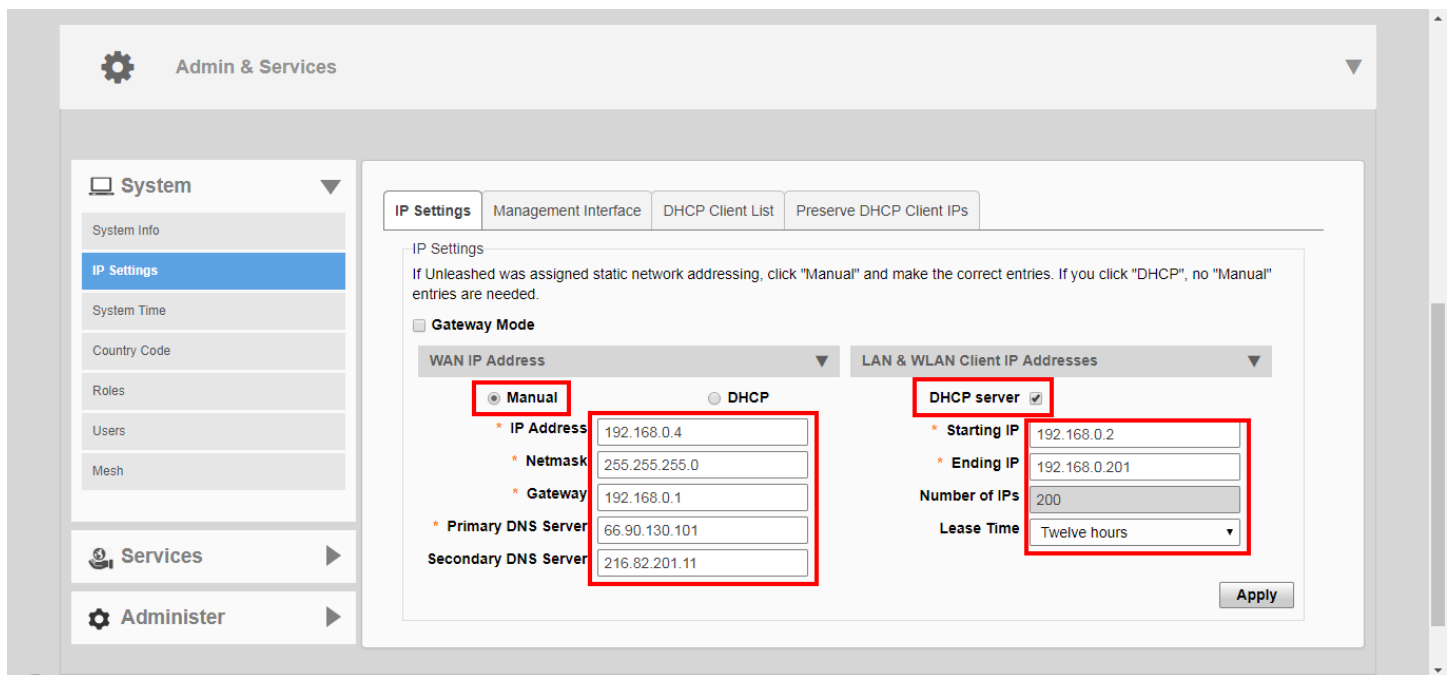 Admin & Services
System
System Info
IP Settings
System Time
Country Code
Roles
Users
Mesh
Services
Administer
IP Settings Management Interface DHCP Client List Preserve DHCP Client IPs
IP Settings
If Unleashed was assigned static network addressing, click "Manual" and make the correct entries. If you click "DHCP", no "Manual"
entries are needed.
Gateway Mode
WAN IP Address
Manual DHCP
* IP Address 192.168.0.4
* Netmask 255.255.255.0
* Gateway 192.168.0.1
* Primary DNS Server 66.90.130.101
Secondary DNS Server 216.82.201.11
LAN & WLAN Client IP Addresses
DHCP server
* Starting IP 192.168.0.2
* Ending IP 192.168.0.201
Number of IPs 200
Lease Time Twelve hours
Apply